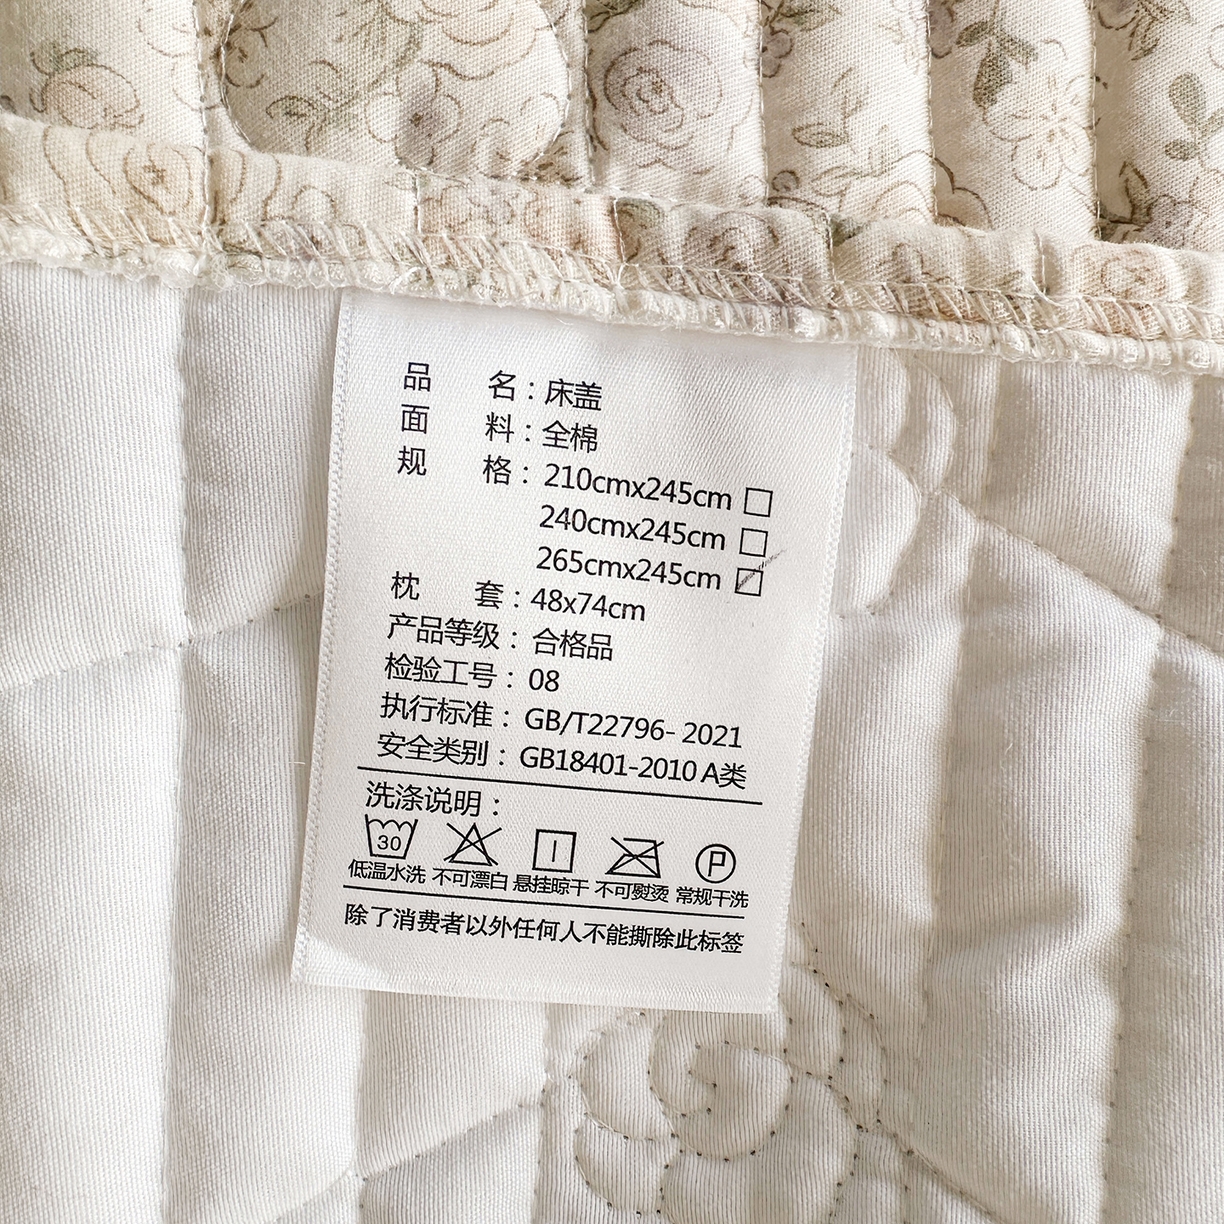 品 名：床盖
面 料：全棉
规 格：210cmx245cm
240cmx245cm
265cmx245cm
枕 套：48x74cm
产品等级：合格品
检验工号：08
执行标准：GB/T22796- 2021
安全类别：GB18401-2010 A类
洗涤说明：
30 P
低温水洗 不可漂白 悬挂晾干 不可熨烫 常规干洗
除了消费者以外任何人不能撕除此标签